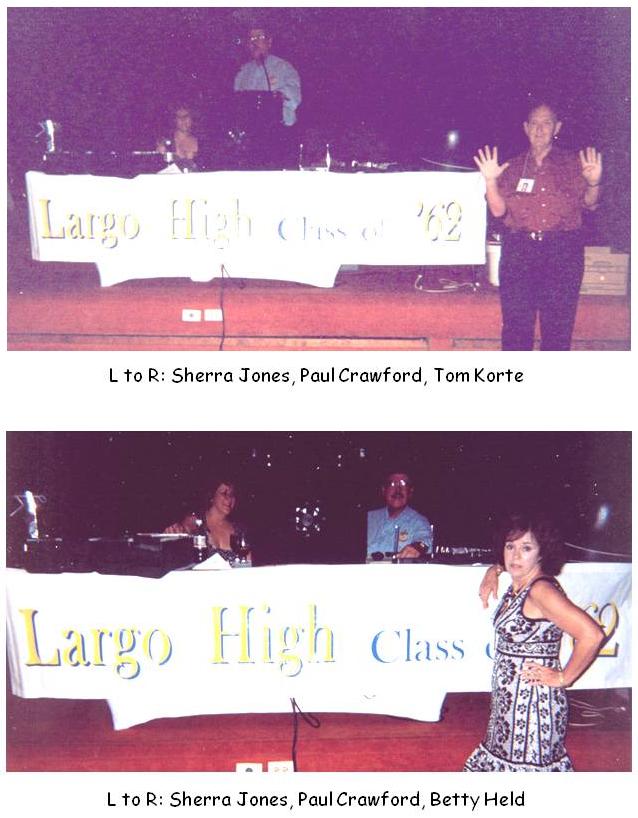 Largo High Class of '62
L to R: Sherra Jones, Paul Crawford, Tom Korte
Largo High Class 62
L to R: Sherra Jones, Paul Crawford, Betty Held